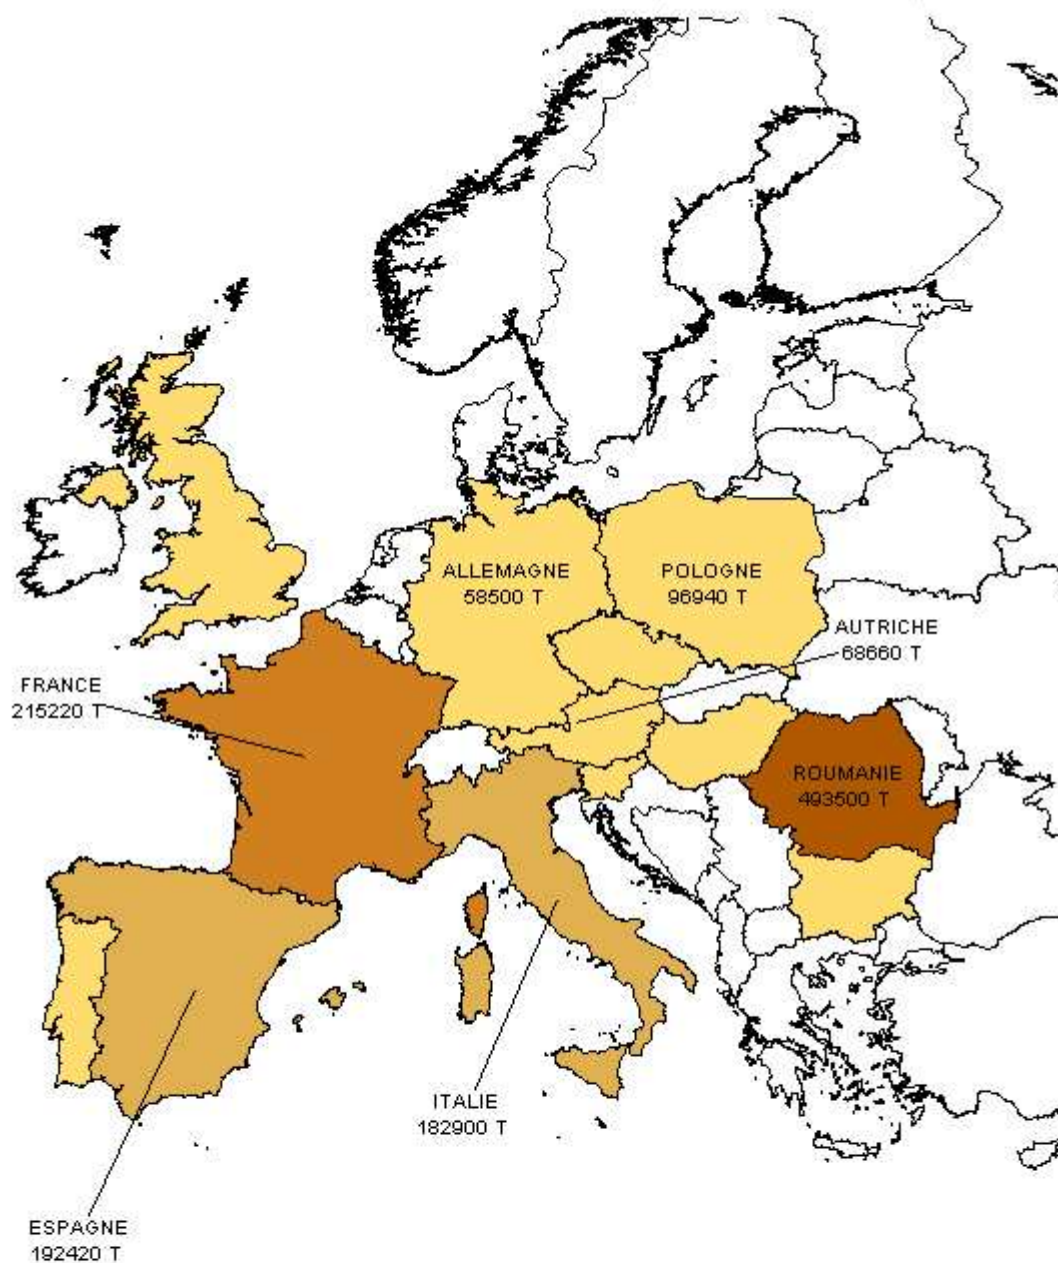 ALLEMAGNE
58500 T
POLOGNE
96940 T
AUTRICHE
68660 T
FRANCE
215220 T
ROUMANIE
493500 T
ITALIE
182900 T
ESPAGNE
192420 T